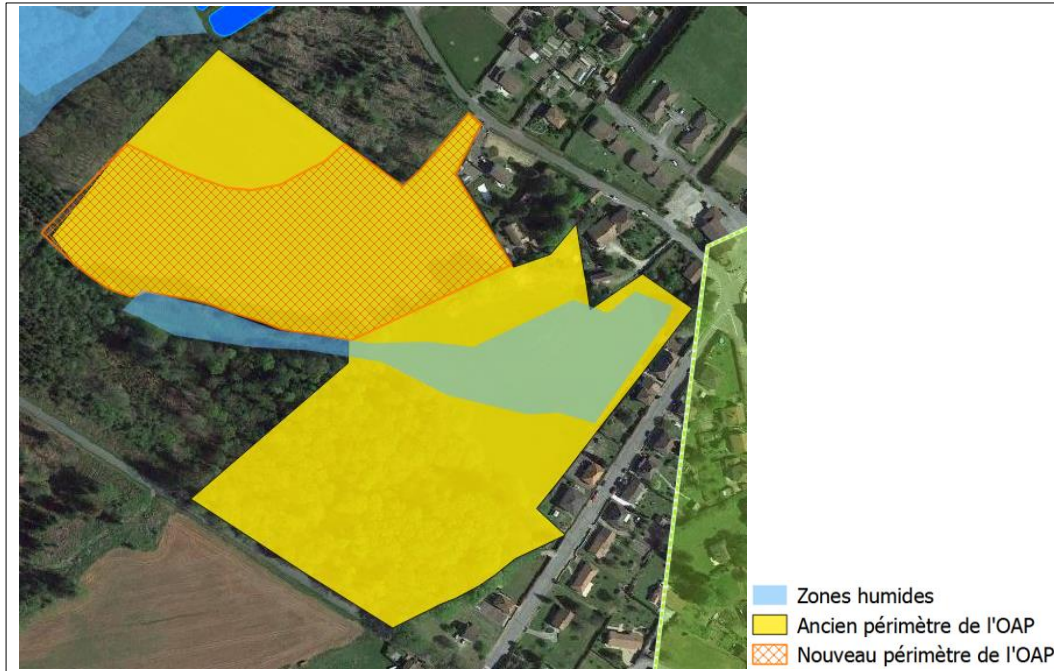 Zones humides
Ancien périmètre de l'OAP
Nouveau périmètre de l'OAP